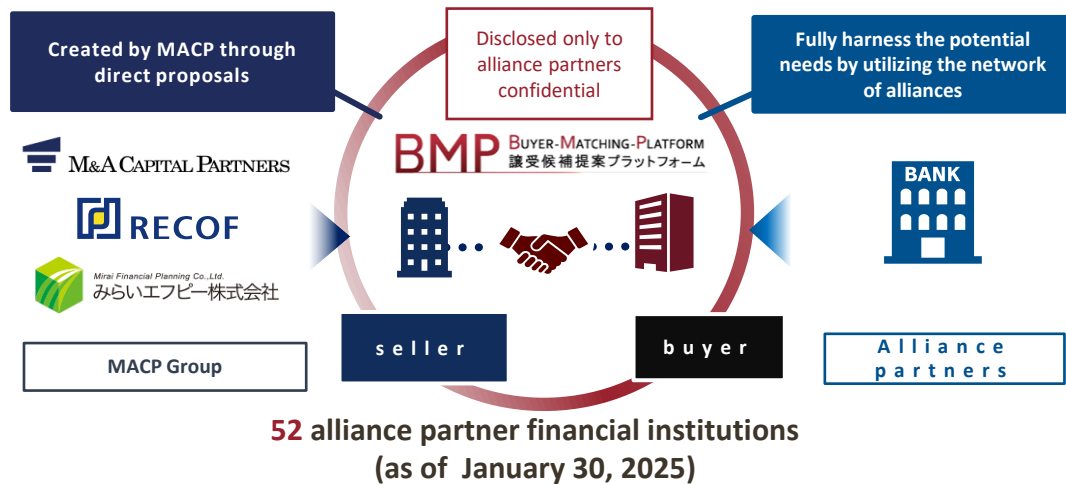 Created by MACP through
direct proposals
Disclosed only to
alliance partners
confidential
Fully harness the potential
needs by utilizing the network
of alliances
M&A CAPITAL PARTNERS
RECOF
Mirai Financial Planning Co.,Ltd.
みらいエフピー株式会社
MACP Group
BMP BUYER-MATCHING-PLATFORM
譲受候補提案プラットフォーム
seller
buyer
BANK
Alliance
partners
52 alliance partner financial institutions
(as of January 30, 2025)